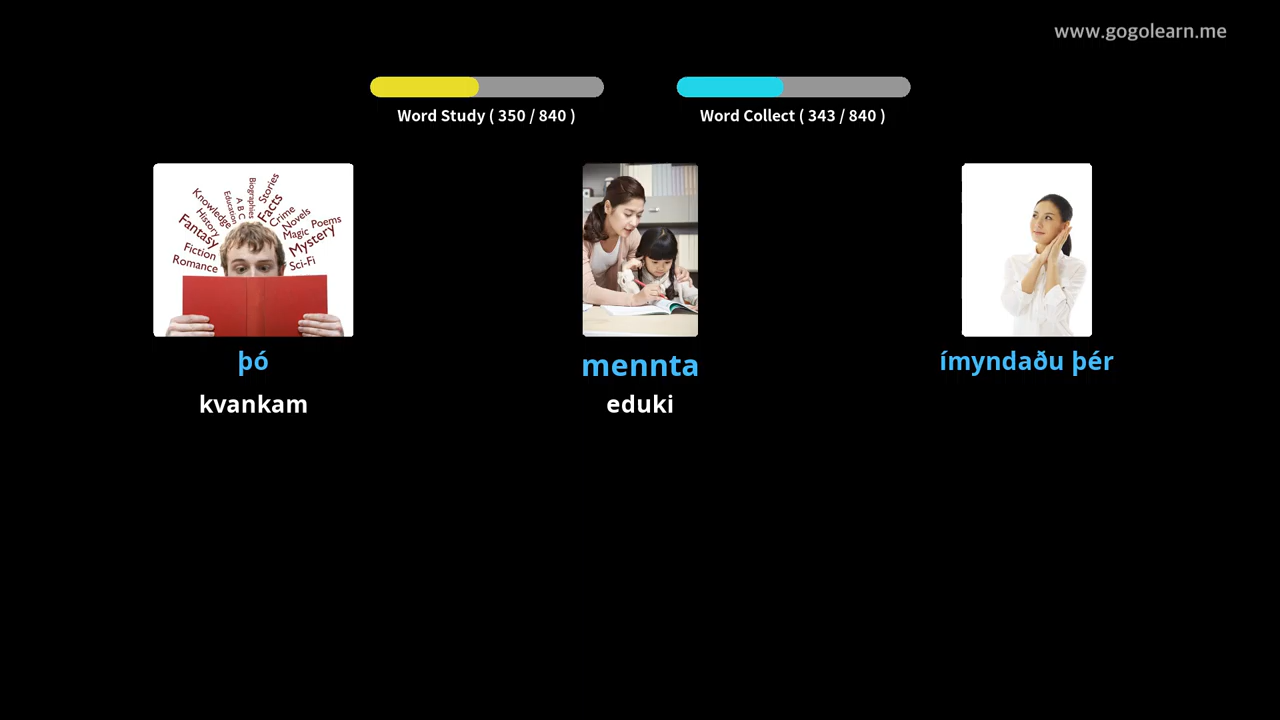 www.gogolearn.me
Word Study ( 350 / 840 )
Word Collect ( 343 / 840 )
Biographies
Stories
Knowledge
Education
A B C
Facts
History
Crime
Novels
Fantasy
Magic
Poems
Fiction
Mystery
Romance
Sci-Fi
þó
mennta
ímyndaðu þér
kvankam
eduki